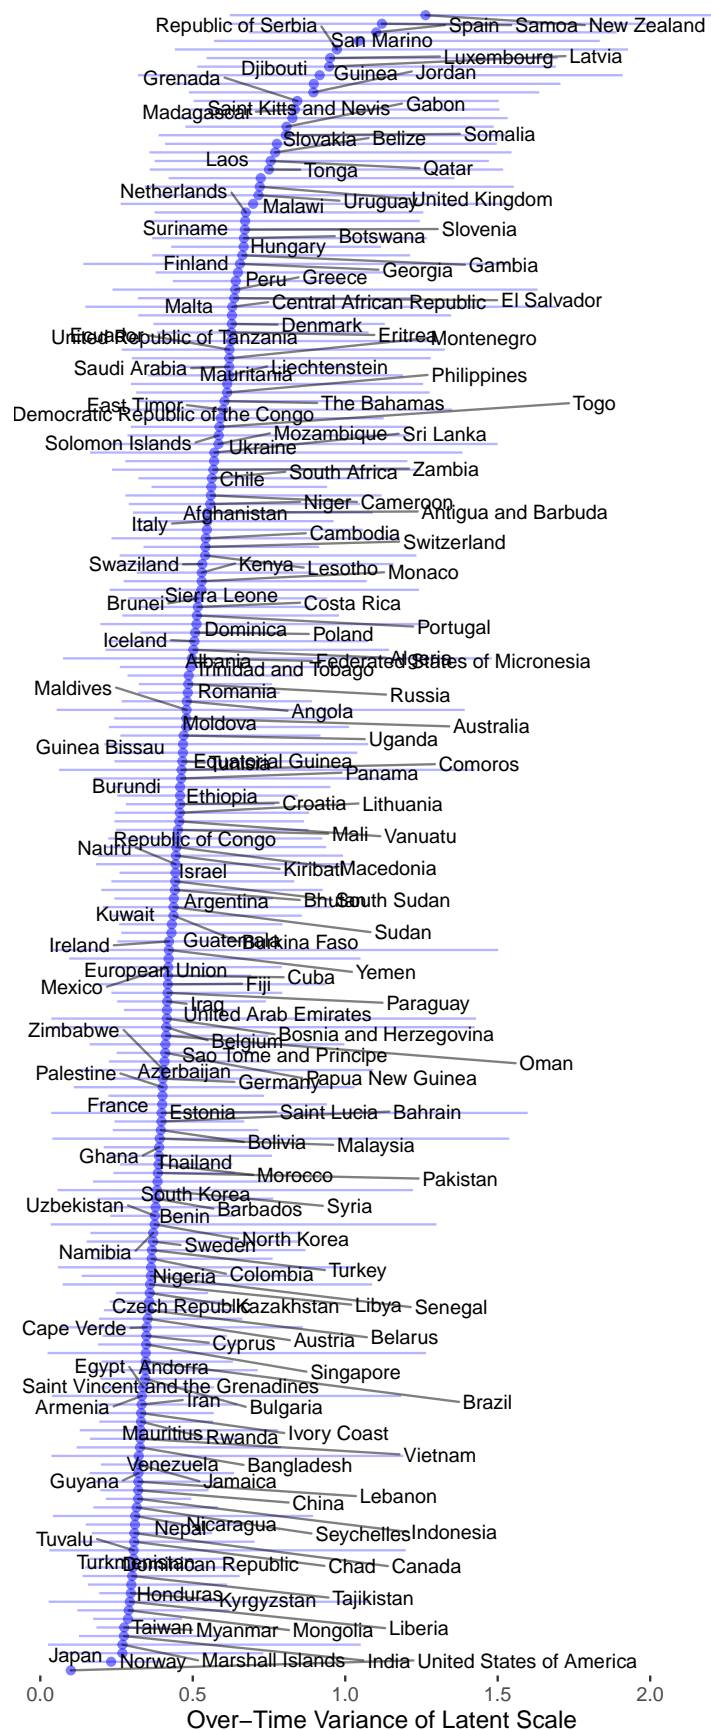 Republic of Serbia Spain Samoa New Zealand
San Marino
Djibouti Luxembourg Latvia
Grenada Guinea Jordan
Madagascar Saint Kitts and Nevis Gabon
Slovakia Belize Somalia
Laos Tonga Qatar
Netherlands Malawi Uruguay United Kingdom
Suriname Botswana Slovenia
Hungary
Finland Georgia Gambia
Peru Greece
Malta Central African Republic El Salvador
Denmark
Ecuador United Republic of Tanzania Eritrea Montenegro
Saudi Arabia Mauritania Liechtenstein Philippines
East Timor The Bahamas Togo
Democratic Republic of the Congo
Solomon Islands Mozambique Sri Lanka
Ukraine
Chile South Africa Zambia
Niger Cameroon
Italy Afghanistan Antigua and Barbuda
Cambodia Switzerland
Swaziland Kenya Lesotho Monaco
Brunei Sierra Leone Costa Rica
Iceland Dominica Poland Portugal
Albania Algeria Federated States of Micronesia
Trinidad and Tobago
Maldives Romania Russia
Angola
Moldova Australia
Guinea Bissau Uganda
Equatorial Guinea Tunisia Comoros
Panama
Burundi Ethiopia Croatia Lithuania
Republic of Congo Mali Vanuatu
Nauru Israel Kiribati Macedonia
Argentina Bhutan South Sudan
Kuwait
Sudan
Ireland Guatemala Burkina Faso
European Union Cuba Yemen
Mexico Fiji
Iraq Paraguay
United Arab Emirates
Zimbabwe Belgium Bosnia and Herzegovina
Sao Tome and Principe Oman
Palestine Azerbaijan Germany Papua New Guinea
France Estonia Saint Lucia Bahrain
Bolivia Malaysia
Ghana Thailand Morocco Pakistan
South Korea
Uzbekistan Benin Barbados Syria
Namibia Sweden North Korea
Nigeria Colombia Turkey
Czech Republic Kazakhstan Libya Senegal
Cape Verde Cyprus Austria Belarus
Egypt Andorra Singapore
Saint Vincent and the Grenadines
Armenia Iran Bulgaria Brazil
Mauritius Rwanda Ivory Coast
Vietnam
Venezuela Bangladesh
Guyana Jamaica
China Lebanon
Nepal Nicaragua Seychelles Indonesia
Tuvalu
Turkmenistan Dominican Republic Chad Canada
Honduras Kyrgyzstan Tajikistan
Taiwan Myanmar Mongolia Liberia
Japan Norway Marshall Islands India United States of America
0.0 0.5 1.0 1.5 2.0
Over−Time Variance of Latent Scale